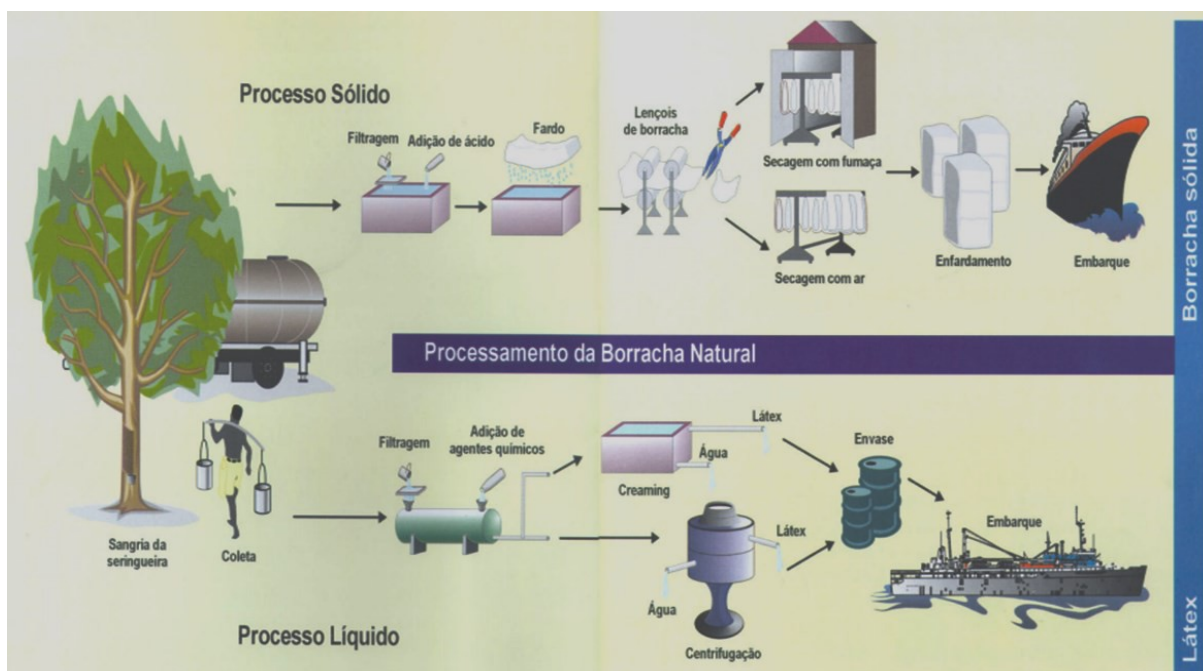 Processo Sólido
Filtragem
Adição de ácido
Fardo
Lençois
de borracha
Secagem com fumaça
Secagem com ar
Enfardamento
Embarque
Borracha sólida
Processamento da Borracha Natural
Sangria da
seringueira
Coleta
Filtragem
Adição de
agentes químicos
Látex
Água
Creaming
Látex
Água
Centrifugação
Envase
Embarque
Processo Líquido
Látex